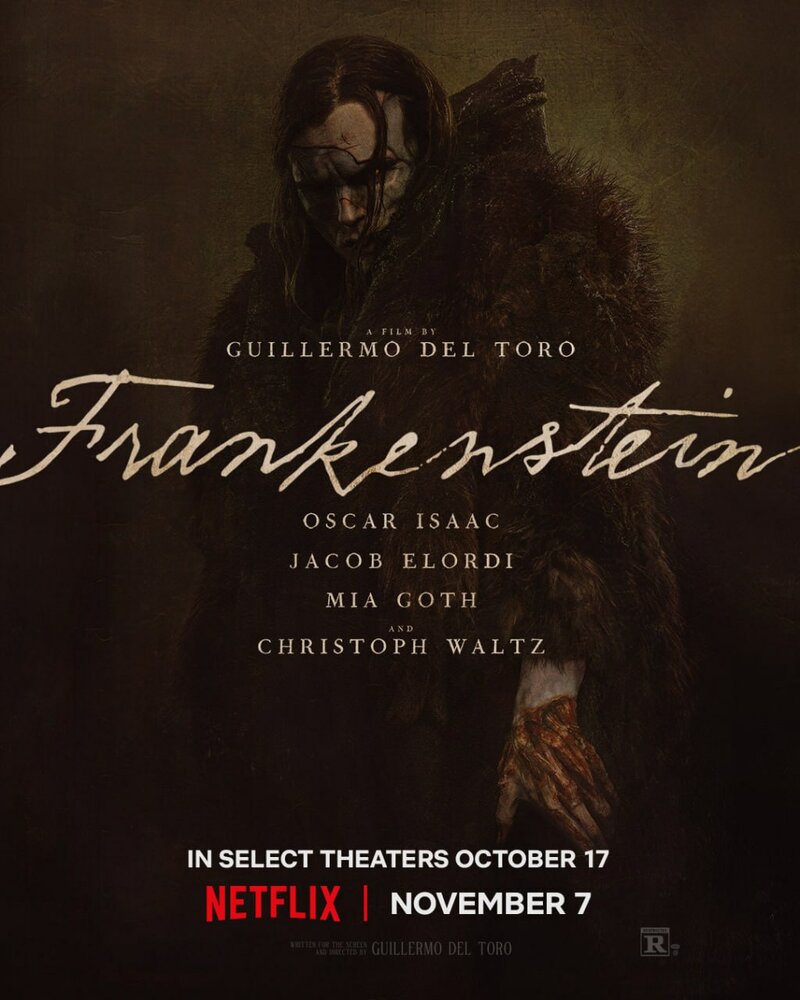 A FILM BY
GUILLERMO DEL TORO
Frankenstein
OSCAR ISAAC
JACOB ELORDI
MIA GOTH
AND
CHRISTOPH WALTZ
IN SELECT THEATERS OCTOBER 17
NETFLIX | NOVEMBER 7
WRITTEN FOR THE SCREEN
AND DIRECTED BY GUILLERMO DEL TORO
R